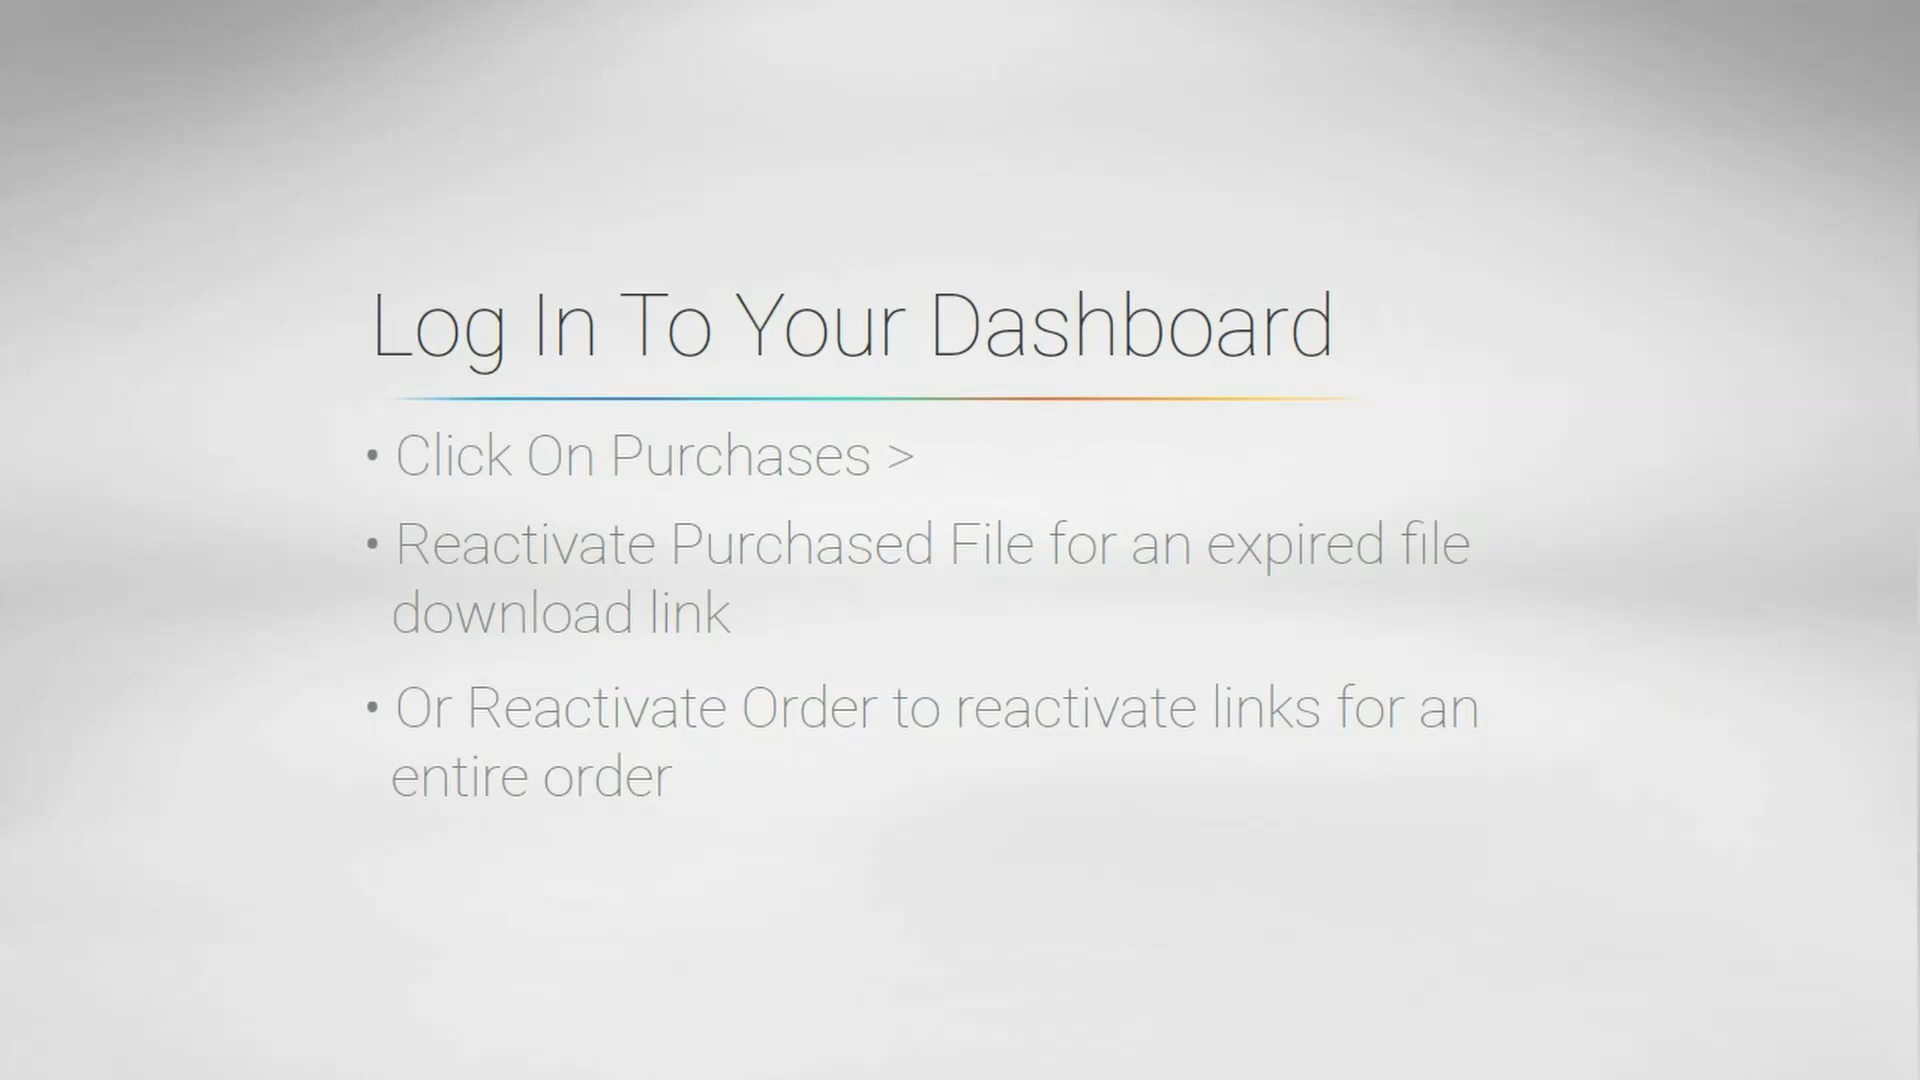 Log In To Your Dashboard
• Click On Purchases >
• Reactivate Purchased File for an expired file
download link
• Or Reactivate Order to reactivate links for an
entire order